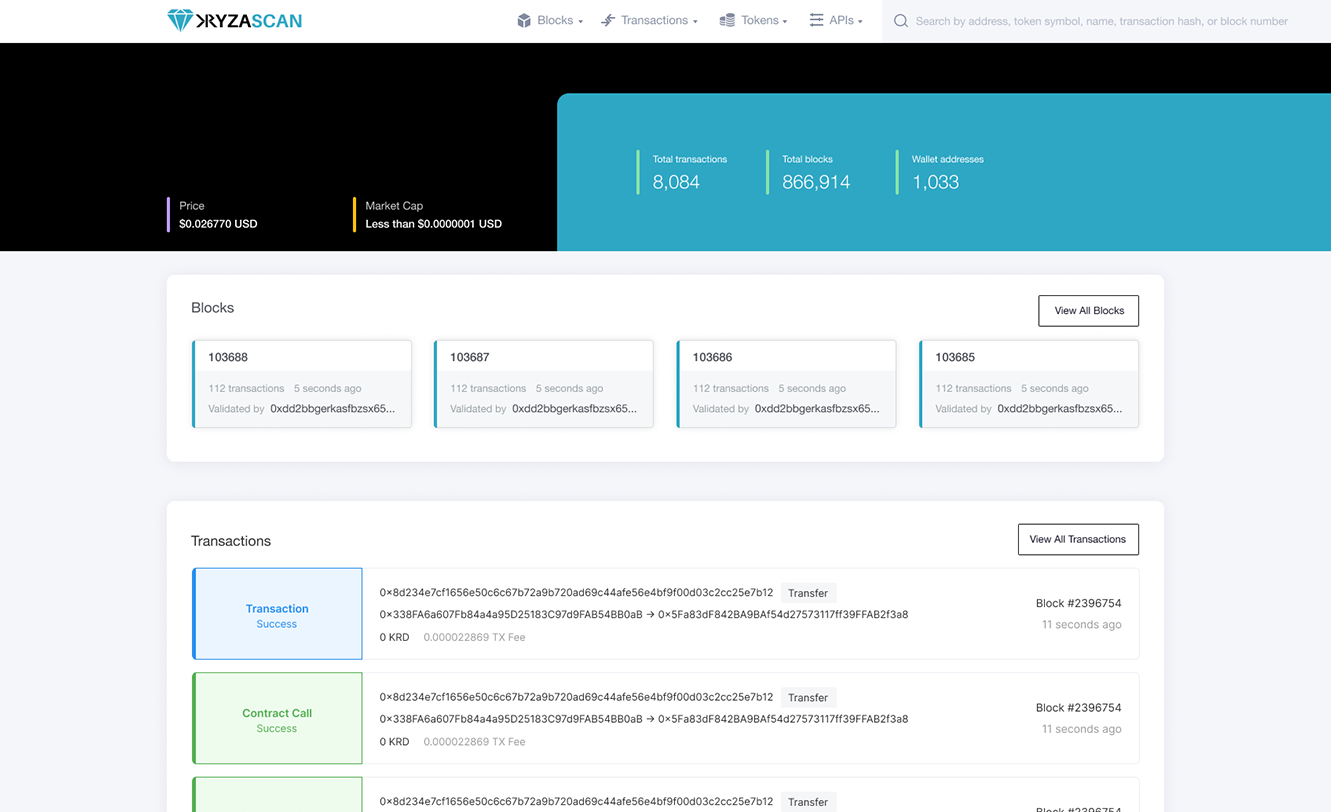 KRYZASCAN
Blocks Transactions Tokens APIs
Search by address, token symbol, name, transaction hash, or block number
Total transactions
8,084
Total blocks
866,914
Wallet addresses
1,033
Price
$0.026770 USD
Market Cap
Less than $0.0000001 USD
Blocks
View All Blocks
103688
112 transactions 5 seconds ago
Validated by 0xdd2bbgerkasfbzsx65...
103687
112 transactions 5 seconds ago
Validated by 0xdd2bbgerkasfbzsx65...
103686
112 transactions 5 seconds ago
Validated by 0xdd2bbgerkasfbzsx65...
103685
112 transactions 5 seconds ago
Validated by 0xdd2bbgerkasfbzsx65...
Transactions
View All Transactions
Transaction
Success
0×8d234e7cf1656e50c6c67b72a9b720ad69c44afe56e4bf9f00d03c2cc25e7b12 Transfer
0×338FA6a607Fb84a4a95D25183C97d9FAB54BB0aB → 0×5Fa83dF842BA9BAf54d27573117ff39FFAB2f3a8
0 KRD 0.000022869 TX Fee
Block #2396754
11 seconds ago
Contract Call
Success
0×8d234e7cf1656e50c6c67b72a9b720ad69c44afe56e4bf9f00d03c2cc25e7b12 Transfer
0×338FA6a607Fb84a4a95D25183C97d9FAB54BB0aB → 0×5Fa83dF842BA9BAf54d27573117ff39FFAB2f3a8
0 KRD 0.000022869 TX Fee
Block #2396754
11 seconds ago
0×8d234e7cf1656e50c6c67b72a9b720ad69c44afe56e4bf9f00d03c2cc25e7b12 Transfer
Block #2396754